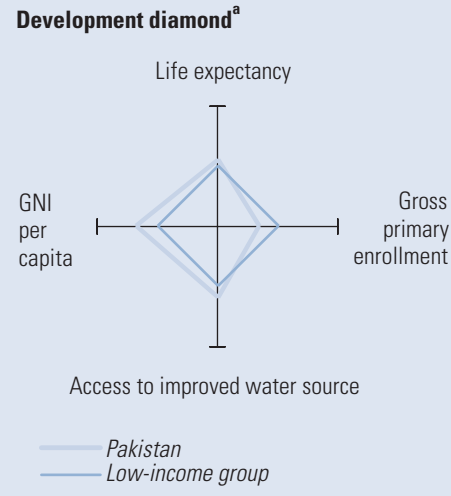 Development diamondᵃ
Life expectancy
GNI
per
capita
Gross
primary
enrollment
Access to improved water source
Pakistan
Low-income group